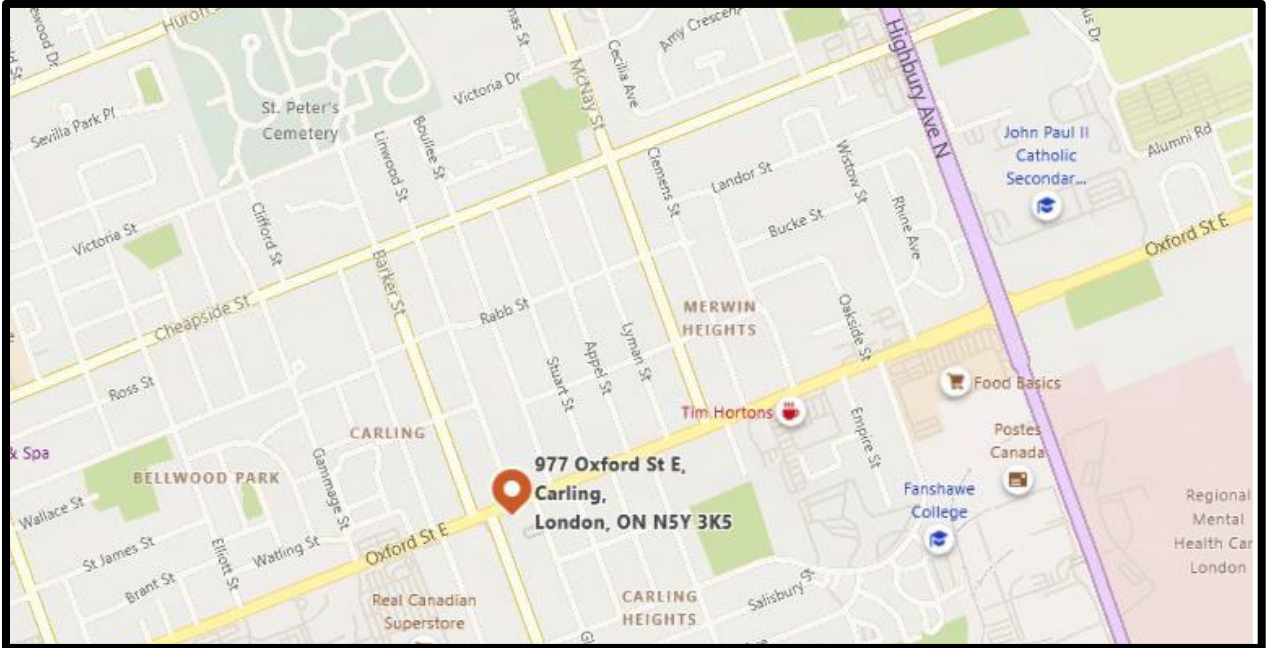 Huron St
Amy Crescent
Cecilia Ave
McNay St
Victoria Dr
Highbury Ave N
St. Peter's
Cemetery
Sevilla Park Pl
Boullee St
Linwood St
John Paul II
Catholic
Secondar...
Alumni Rd
Clemens St
Landor St
Wistow St
Rhine Ave
Bucke St
Oxford St E
Victoria St
Clifford St
Barker St
Cheapside St
Rabb St
MERWIN
HEIGHTS
Oakside St
Lyman St
Appel St
Stuart St
Ross St
Food Basics
Tim Hortons
Empire St
Postes
Canada
CARLING
& Spa
BELLWOOD PARK
Gammage St
977 Oxford St E,
Carling,
London, ON N5Y 3K5
Fanshawe
College
Regional
Mental
Health Car
London
Wallace St
St James St
Elliott St
Watling St
Oxford St E
Brant St
Real Canadian
Superstore
CARLING
HEIGHTS
Salisbury St